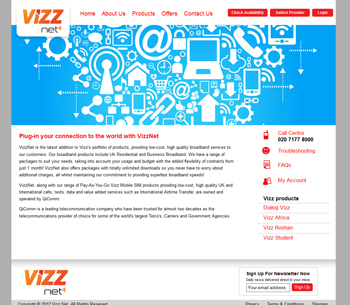 ViZZ
net
Home About Us Products Offers Contact Us
Check Availability Switch Provider Login
Plug-in your connection to the world with VizzNet
VizzNet is the latest addition to Vizz's portfolio of products, providing low-cost, high quality broadband services to
our customers. Our broadband products include UK Residential and Business Broadband. We have a range of
packages to suit your needs, taking into account your usage and budget with the added flexibility of contracts from
just 1 month! VizzNet also offers packages with totally unlimited downloads so you never have to worry about
additional charges, all whilst maintaining our commitment to providing superfast broadband speeds!
VizzNet, along with our range of Pay-As-You-Go Vizz Mobile SIM products providing low-cost, high quality UK and
International calls, texts, data and value added services such as International Airtime Transfer, are owned and
operated by QiComm.
QiComm is a leading telecommunication company who have been trusted for almost two decades as the
telecommunications provider of choice for some of the world's largest Telco's, Carriers and Government Agencies.
Call Centre
020 7177 8000
Troubleshooting
FAQs
My Account
Vizz products
Dialog Vizz
Vizz Africa
Vizz Roshan
Vizz Student
ViZZ
net
Sign Up For Newsletter Now
Daily news delivered direct to your inbox.
Your email address Sign Up
Copyright © 2012 Vizz Net. All Rights Reserved.
Privacy & Conditions Sitemap